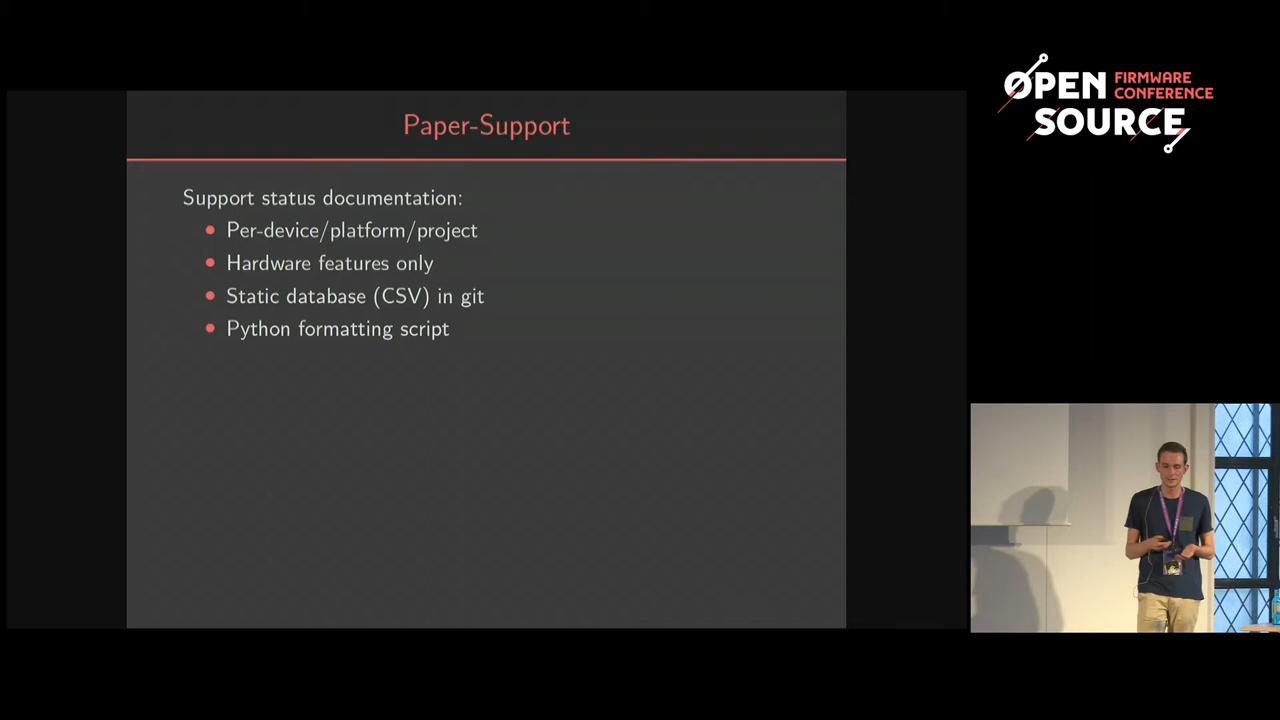 Paper-Support
Support status documentation:
Per-device/platform/project
Hardware features only
Static database (CSV) in git
Python formatting script
OPEN FIRMWARE
CONFERENCE
SOURCE